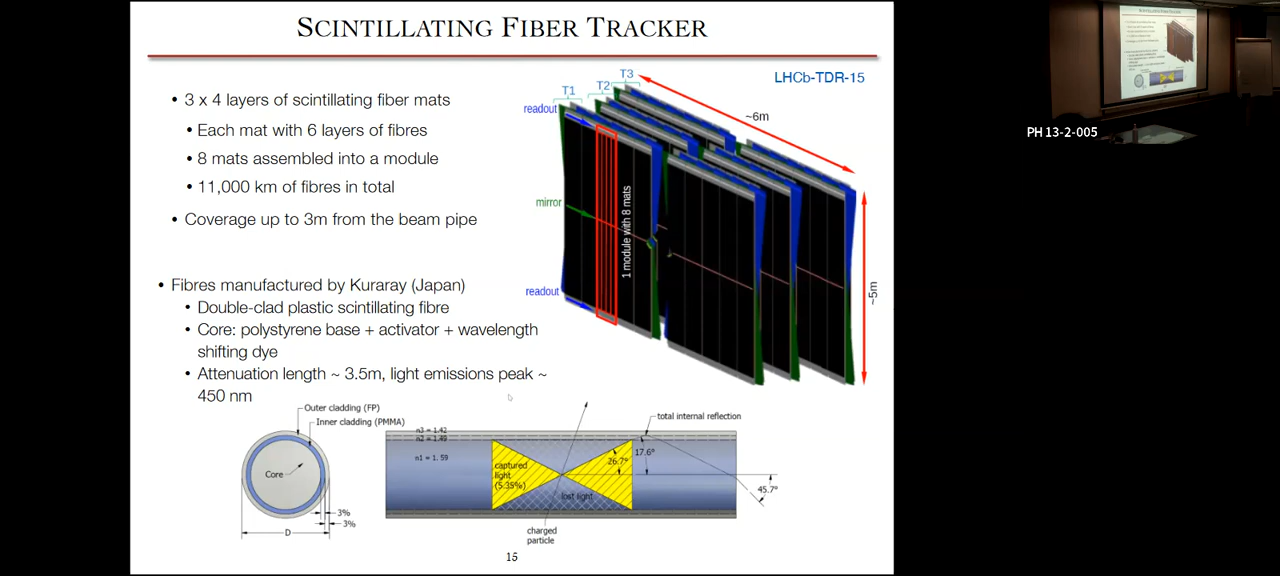 SCINTILLATING FIBER TRACKER
LHCb-TDR-15
• 3 x 4 layers of scintillating fiber mats
• Each mat with 6 layers of fibres
• 8 mats assembled into a module
• 11,000 km of fibres in total
• Coverage up to 3m from the beam pipe
• Fibres manufactured by Kuraray (Japan)
• Double-clad plastic scintillating fibre
• Core: polystyrene base + activator + wavelength
shifting dye
• Attenuation length ~ 3.5m, light emissions peak ~
450 nm
T1
T2
T3
readout
~6m
mirror
1 module with 8 mats
readout
~5m
Outer cladding (FP)
Inner cladding (PMMA)
Core
3%
3%
D
n3 = 1.42
n2 = 1.49
n1 = 1.59
captured
light
(5.35%)
lost light
26.7°
17.6°
total internal reflection
45.7°
charged
particle
15
PH 13-2-005